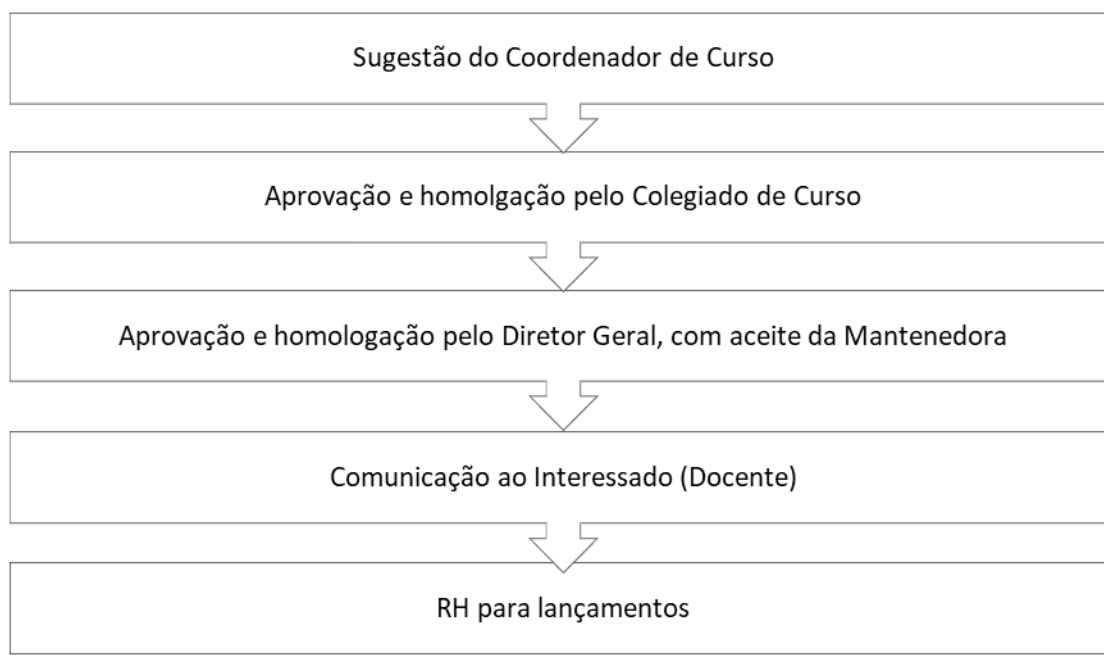 Sugestão do Coordenador de Curso
Aprovação e homolgação pelo Colegiado de Curso
Aprovação e homologação pelo Diretor Geral, com aceite da Mantenedora
Comunicação ao Interessado (Docente)
RH para lançamentos